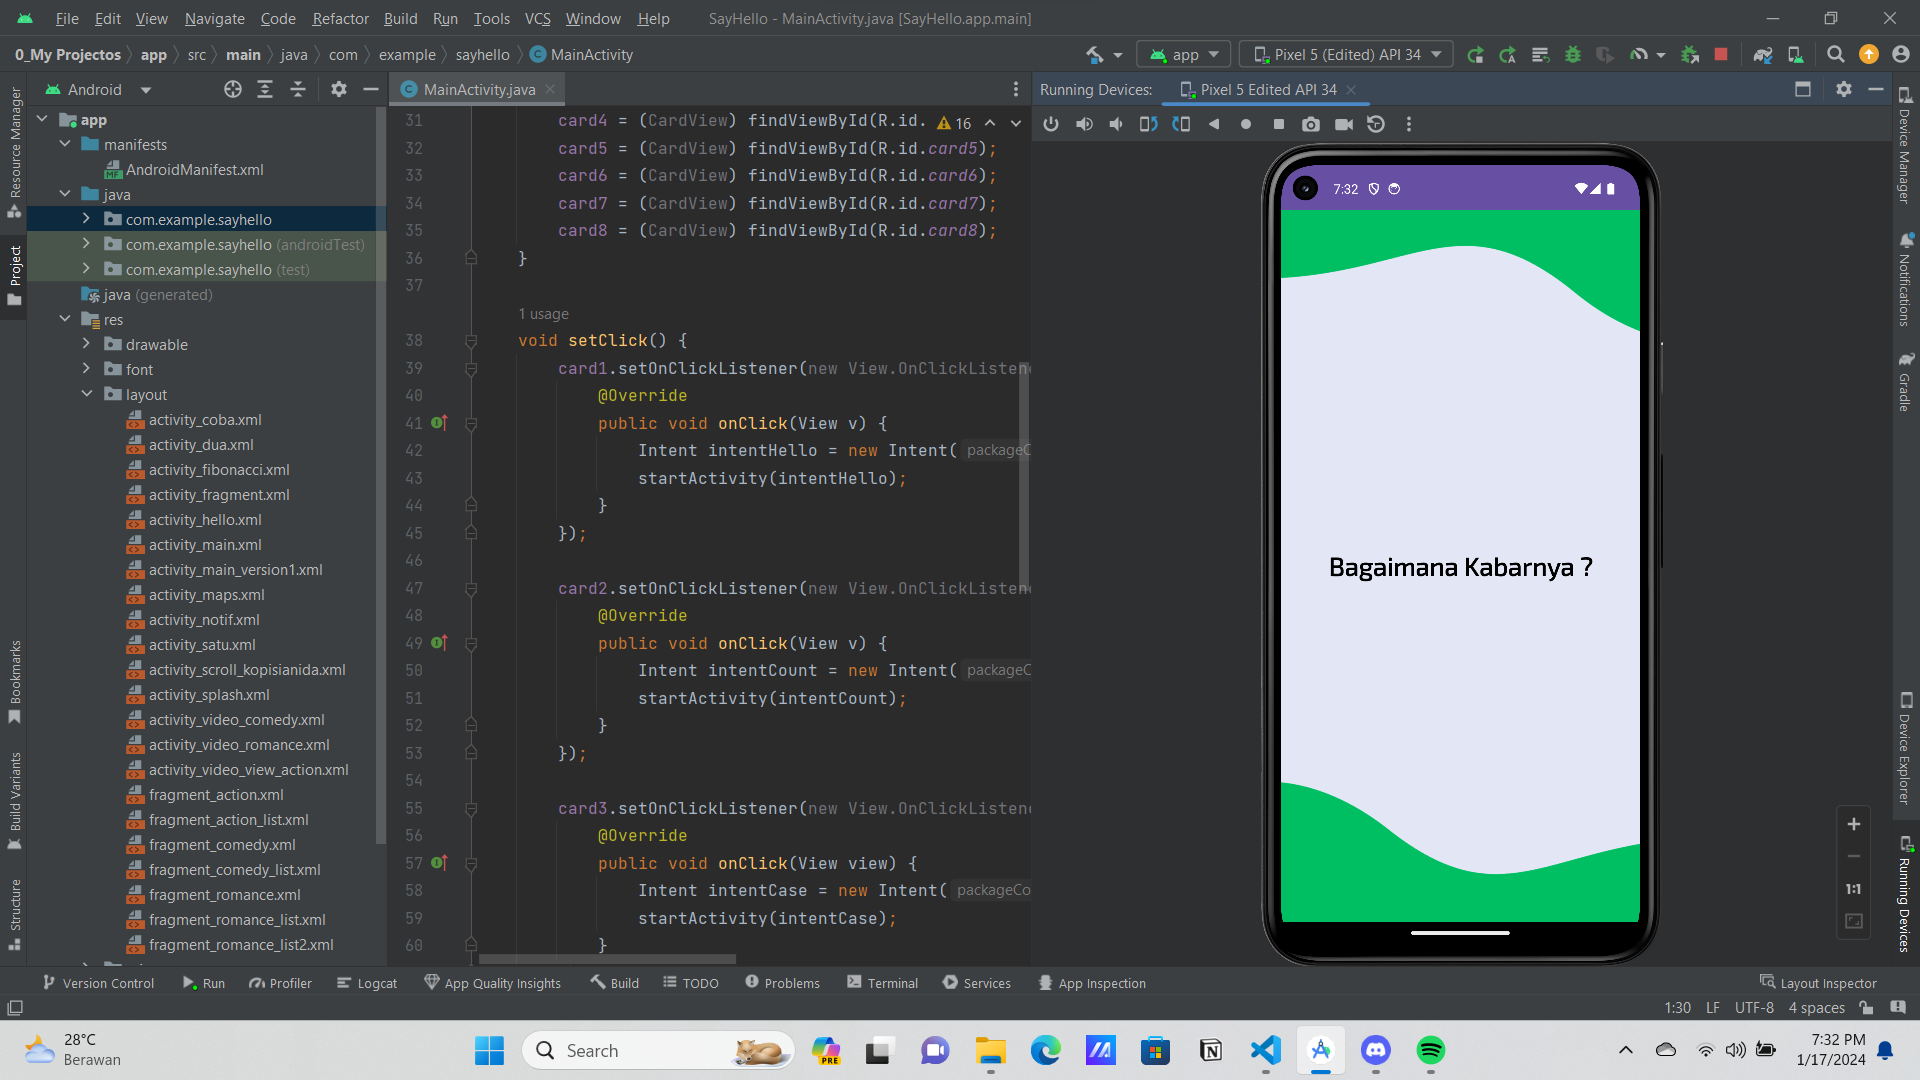 File Edit View Navigate Code Refactor Build Run Tools VCS Window Help SayHello - MainActivity.java [SayHello.app.main]
0_My Projectos app src main java com example sayhello MainActivity app Pixel 5 (Edited) API 34
Android
MainActivity.java
Running Devices: Pixel 5 Edited API 34
Resource Manager
Project
Bookmarks
Build Variants
Structure
app
manifests
AndroidManifest.xml
java
com.example.sayhello
com.example.sayhello (androidTest)
com.example.sayhello (test)
java (generated)
res
drawable
font
layout
activity_coba.xml
activity_dua.xml
activity_fibonacci.xml
activity_fragment.xml
activity_hello.xml
activity_main.xml
activity_main_version1.xml
activity_maps.xml
activity_notif.xml
activity_satu.xml
activity_scroll_kopisianida.xml
activity_splash.xml
activity_video_comedy.xml
activity_video_romance.xml
activity_video_view_action.xml
fragment_action.xml
fragment_action_list.xml
fragment_comedy.xml
fragment_comedy_list.xml
fragment_romance.xml
fragment_romance_list.xml
fragment_romance_list2.xml
31 card4 = (CardView) findViewById(R.id. 16
32 card5 = (CardView) findViewById(R.id.card5);
33 card6 = (CardView) findViewById(R.id.card6);
34 card7 = (CardView) findViewById(R.id.card7);
35 card8 = (CardView) findViewById(R.id.card8);
36 }
37
1 usage
38 void setClick() {
39 card1.setOnClickListener(new View.OnClickListene
40 @Override
41 public void onClick(View v) {
42 Intent intentHello = new Intent( packageC
43 startActivity(intentHello);
44 }
45 });
46
47 card2.setOnClickListener(new View.OnClickListene
48 @Override
49 public void onClick(View v) {
50 Intent intentCount = new Intent( packageC
51 startActivity(intentCount);
52 }
53 });
54
55 card3.setOnClickListener(new View.OnClickListene
56 @Override
57 public void onClick(View view) {
58 Intent intentCase = new Intent( packageCo
59 startActivity(intentCase);
60 }
7:32
Bagaimana Kabarnya ?
1:1
Device Manager
Notifications
Gradle
Device Explorer
Running Devices
Version Control Run Profiler Logcat App Quality Insights Build TODO Problems Terminal Services App Inspection Layout Inspector
1:30 LF UTF-8 4 spaces
28°C
Berawan
Search
PRE
7:32 PM
1/17/2024